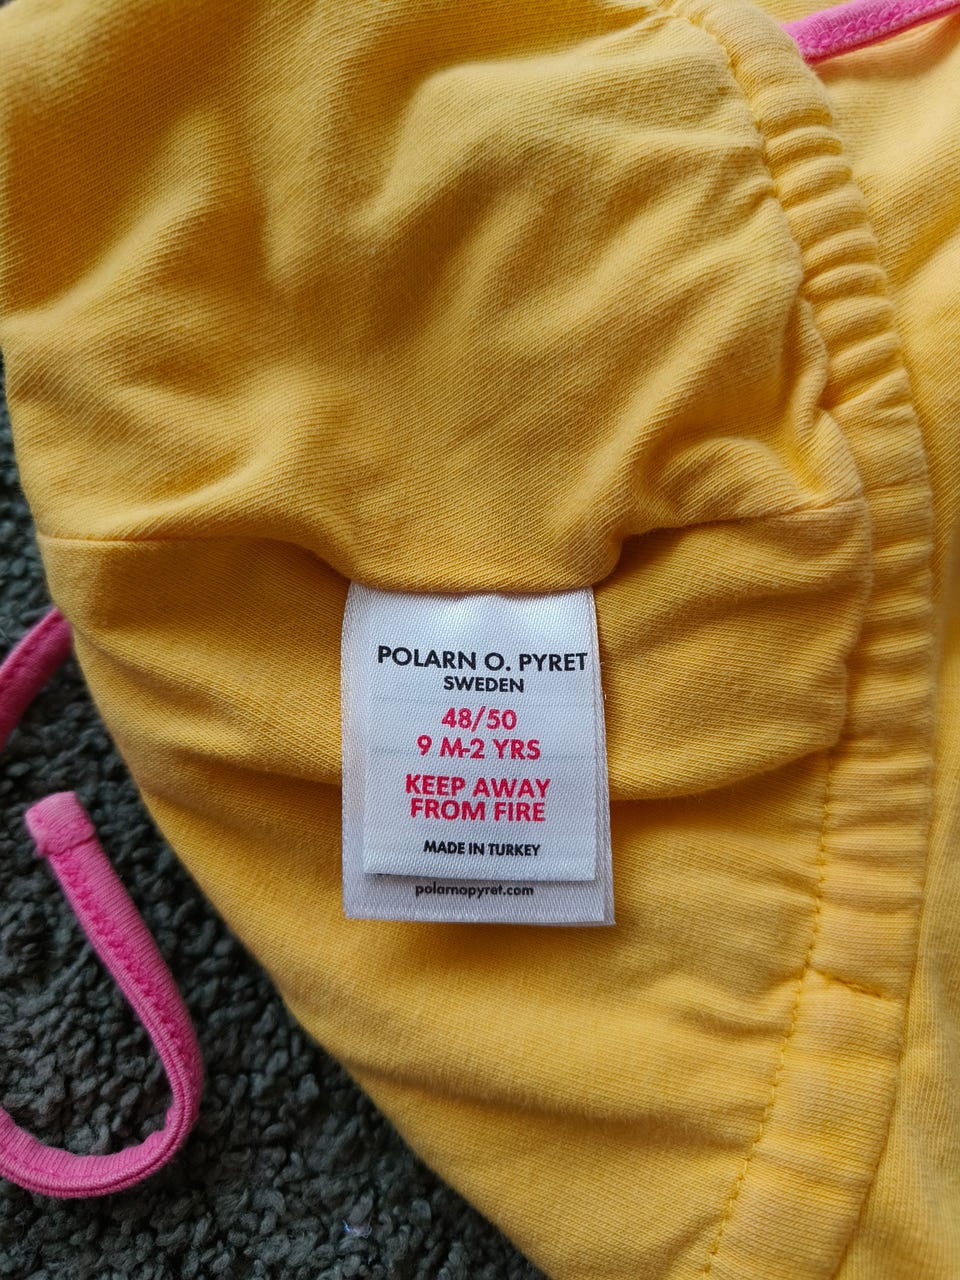 POLARN O. PYRET
SWEDEN
48/50
9 M-2 YRS
KEEP AWAY
FROM FIRE
MADE IN TURKEY
polarnopyret.com